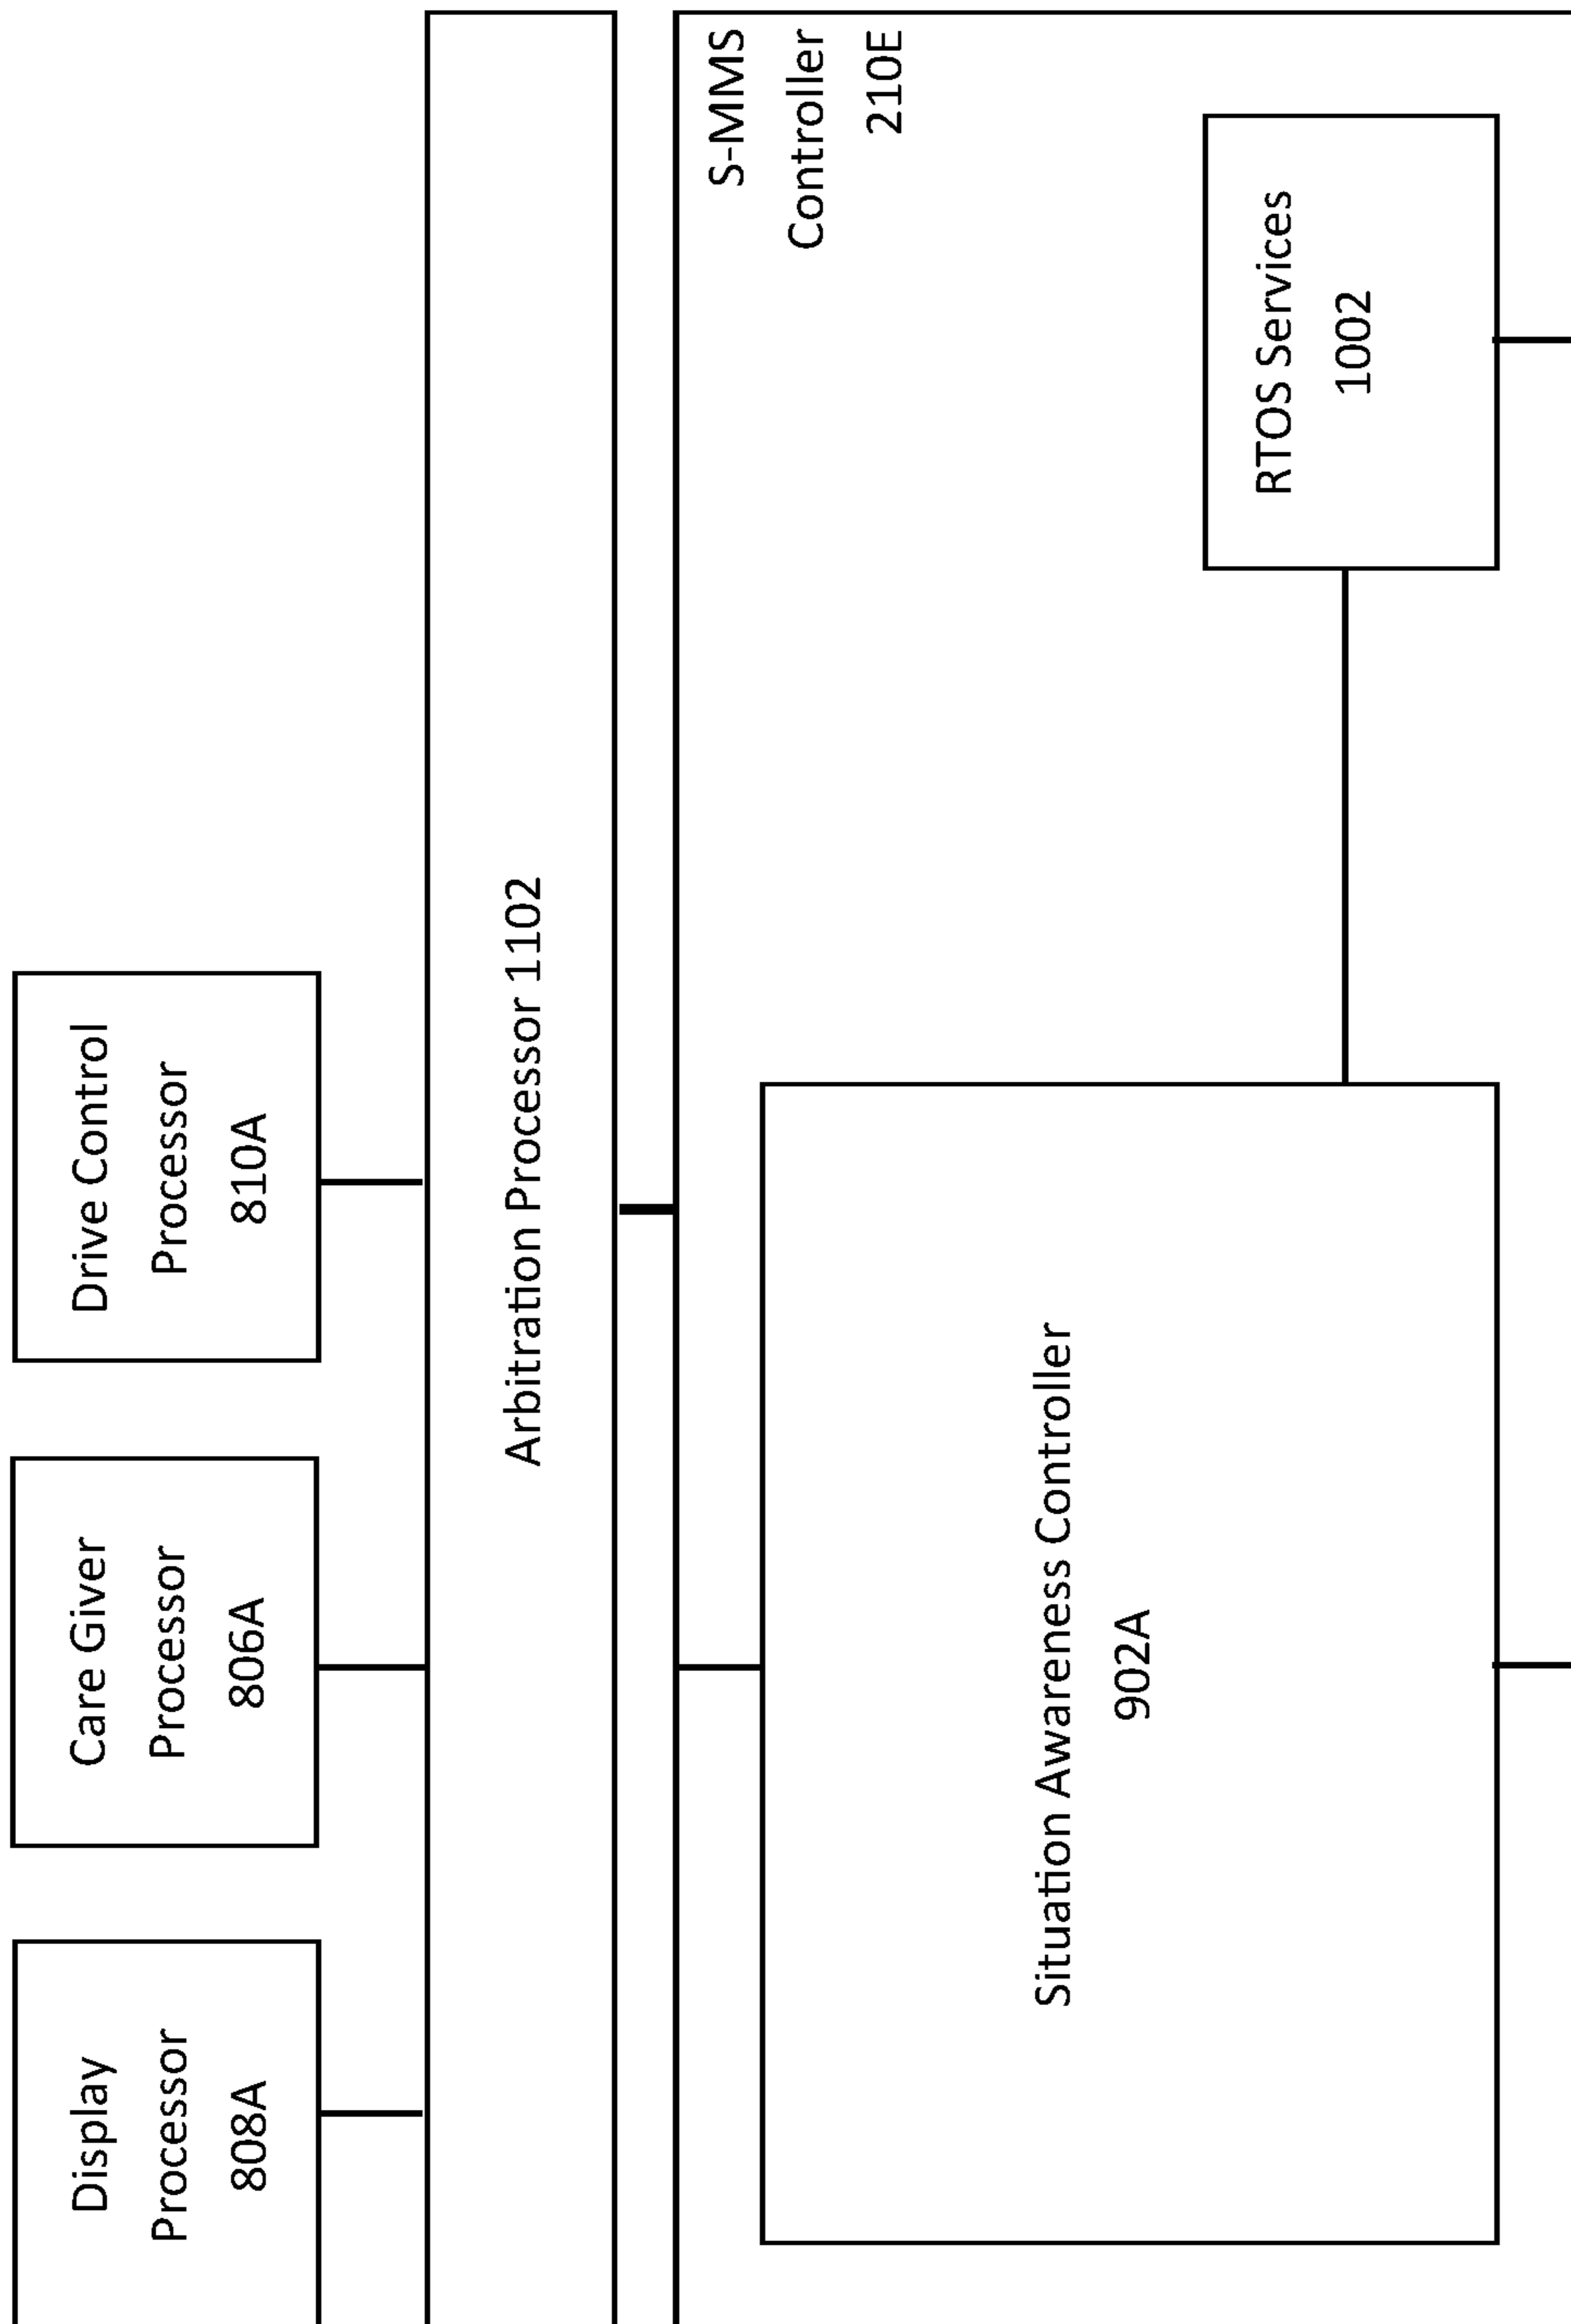 Display
Processor
808A
Care Giver
Processor
806A
Drive Control
Processor
810A
Arbitration Processor 1102
S-MMS
Controller
210E
Situation Awareness Controller
902A
RTOS Services
1002